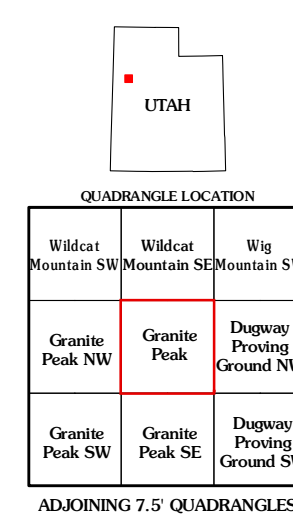 UTAH
QUADRANGLE LOCATION
Wildcat
Mountain SW
Wildcat
Mountain SE
Wig
Mountain
Granite
Peak NW
Granite
Peak
Dugway
Proving
Ground
Granite
Peak SW
Granite
Peak SE
Dugway
Proving
Ground
ADJOINING 7.5' QUADRANGLES